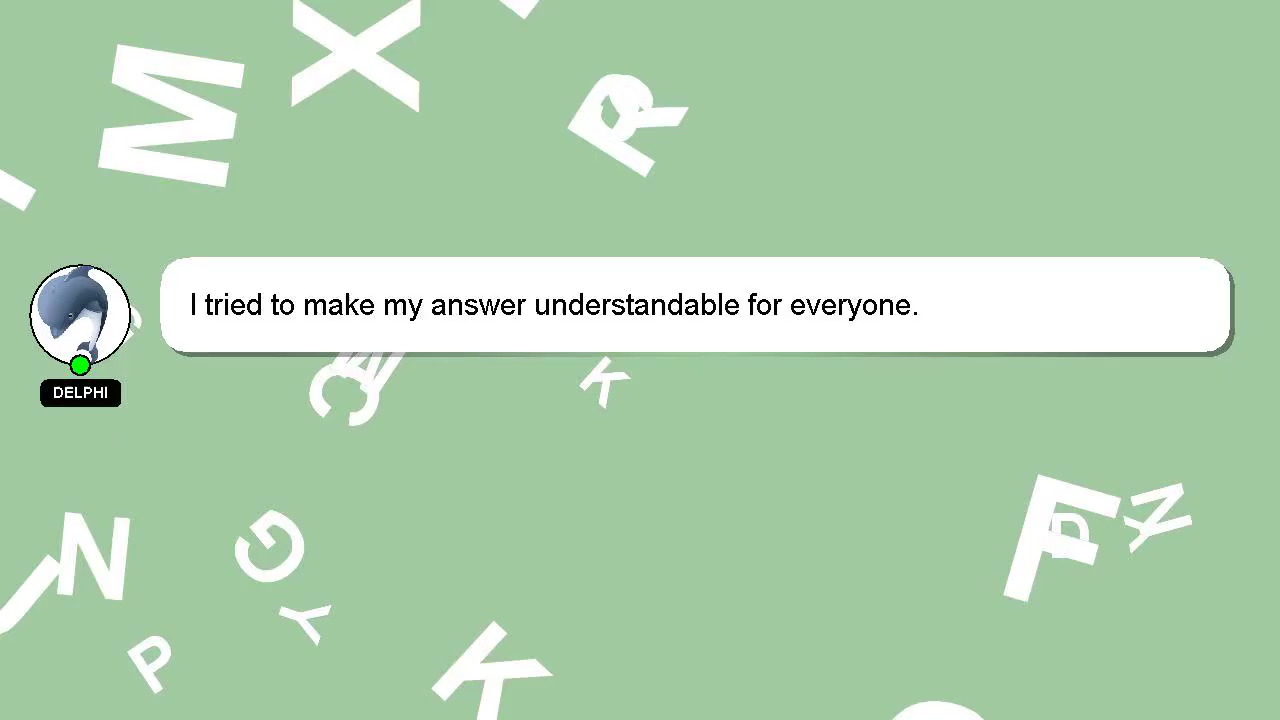 M
X
R
I tried to make my answer understandable for everyone.
DELPHI
C
K
F
D
N
G
Y
P
K